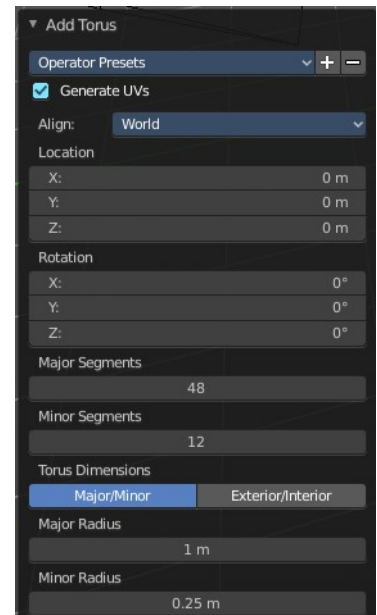 Add Torus
Operator Presets
Generate UVs
Align: World
Location
X: 0 m
Y: 0 m
Z: 0 m
Rotation
X: 0°
Y: 0°
Z: 0°
Major Segments
48
Minor Segments
12
Torus Dimensions
Major/Minor Exterior/Interior
Major Radius
1 m
Minor Radius
0.25 m